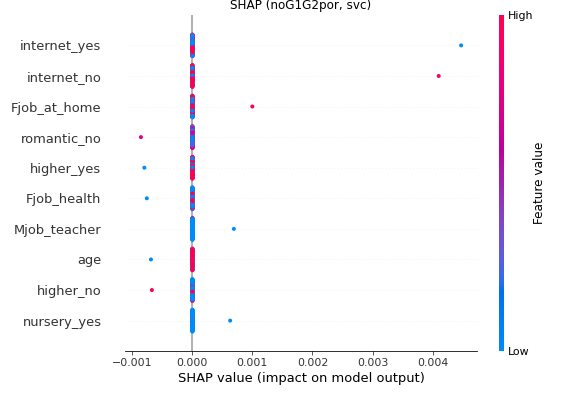 SHAP (noG1G2por, svc)
High
internet_yes
internet_no
Fjob_at_home
romantic_no
higher_yes
Fjob_health
Mjob_teacher
age
higher_no
nursery_yes
Feature value
Low
−0.001 0.000 0.001 0.002 0.003 0.004
SHAP value (impact on model output)